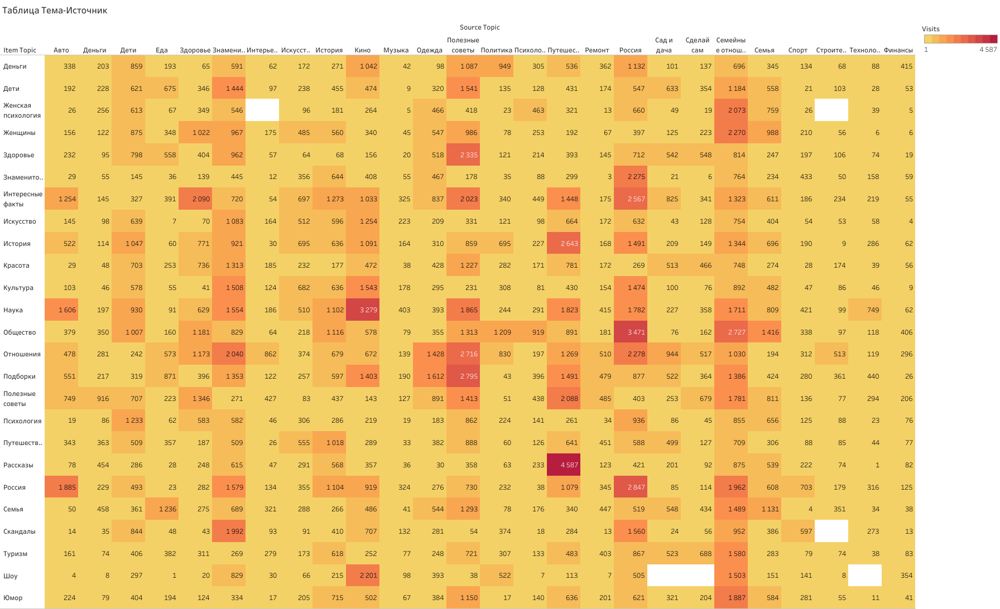 Таблица Тема-Источник
Source Topic
Visits
1 4 587
Item Topic Авто Деньги Дети Еда Здоровье Знамени.. Интерье.. Искусст.. История Кино Музыка Одежда Полезные советы Политика Психоло.. Путешес.. Ремонт Россия Сад и дача Сделай сам Семейны е отнош.. Семья Спорт Строите.. Техноло.. Финансы
Деньги 338 203 859 193 65 591 62 172 271 1 042 42 98 1 087 949 305 536 362 1 132 101 137 696 345 134 68 88 415
Дети 192 228 621 675 346 1 444 97 238 455 474 9 320 1 541 135 128 431 174 547 633 354 1 184 558 21 103 28 53
Женская психология 26 256 613 67 349 546 96 181 264 5 466 418 23 463 321 13 660 49 19 2 073 759 26 39 5
Женщины 156 122 875 348 1 022 967 175 485 560 340 45 547 986 78 253 192 67 397 125 223 2 270 988 210 56 6 6
Здоровье 232 95 798 558 404 962 57 64 68 156 20 518 2 335 121 214 393 145 712 542 548 814 247 197 106 74 19
Знаменито.. 29 55 145 36 139 445 12 356 644 408 55 467 178 35 88 299 3 2 275 21 6 764 234 433 50 158 59
Интересные факты 1 254 145 327 391 2 090 720 54 697 1 273 1 033 325 837 2 023 340 449 1 448 175 2 567 825 341 1 323 611 186 234 219 55
Искусство 145 98 639 7 70 1 083 164 512 596 1 254 223 209 331 121 98 664 172 632 43 128 754 404 54 53 58 4
История 522 114 1 047 60 771 921 30 695 636 1 091 164 310 859 695 227 2 643 168 1 491 209 149 1 344 696 190 9 286 62
Красота 29 48 703 253 736 1 313 185 232 177 472 38 428 1 227 282 171 781 172 269 513 466 748 274 28 174 39 56
Культура 103 46 578 55 41 1 508 124 682 636 1 543 178 295 231 308 81 430 154 1 474 100 76 892 482 47 86 46 9
Наука 1 606 197 930 91 629 1 554 186 510 1 102 3 279 403 393 1 865 244 291 1 823 415 1 782 227 358 1 711 809 421 99 749 62
Общество 379 350 1 007 160 1 181 829 64 218 1 116 578 79 355 1 313 1 209 919 891 181 3 471 76 162 2 727 1 416 338 97 118 406
Отношения 478 281 242 573 1 173 2 040 862 374 679 672 139 1 428 2 716 830 197 1 269 510 2 278 944 517 1 030 194 312 513 119 296
Подборки 551 217 319 871 396 1 353 122 257 597 1 403 190 1 612 2 795 43 396 1 491 479 877 522 364 1 386 424 280 361 440 26
Полезные советы 749 916 707 223 1 346 271 427 83 437 143 127 891 1 413 51 438 2 088 485 403 253 679 1 781 811 136 77 294 206
Психология 19 86 1 233 62 583 582 46 306 286 219 19 183 862 224 141 261 34 936 86 45 855 656 125 88 23 76
Путешеств.. 343 363 509 357 187 509 26 555 1 018 289 33 382 888 60 126 641 451 588 499 127 709 306 88 85 44 77
Рассказы 78 454 286 28 248 615 47 291 568 357 36 30 358 63 233 4 587 123 421 201 92 875 539 222 74 1 82
Россия 1 885 229 493 23 282 1 579 134 355 1 104 919 324 276 730 232 38 1 079 345 2 847 85 114 1 962 608 703 179 316 125
Семья 50 458 361 1 236 275 689 321 288 266 486 41 544 1 293 78 176 340 447 519 548 434 1 489 1 131 4 351 34 38
Скандалы 14 35 844 48 43 1 992 93 91 410 707 132 281 54 374 18 284 13 1 560 24 56 952 386 597 273 13
Туризм 161 74 406 382 311 269 279 173 618 252 77 248 721 307 133 483 403 867 523 688 1 580 283 79 74 38 83
Шоу 4 8 297 1 20 829 30 66 215 2 201 98 393 38 522 7 113 7 505 1 503 151 141 8 354
Юмор 224 79 404 194 124 334 17 205 715 502 67 384 1 150 17 140 636 201 621 321 204 1 887 584 281 55 11 41